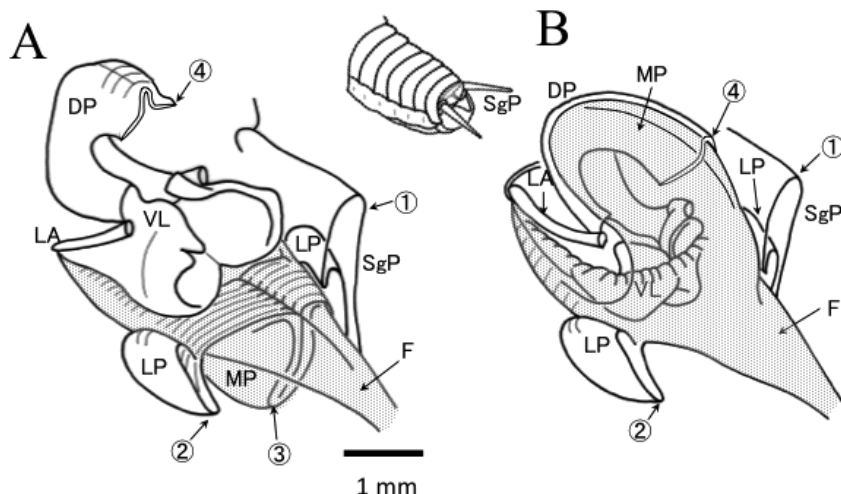 A
④
DP
SgP
B
DP
MP
④
LP
①
SgP
LA
VL
LP
①
SgP
LA
VL
F
LP
②
LP
MP
F
②
③
1 mm